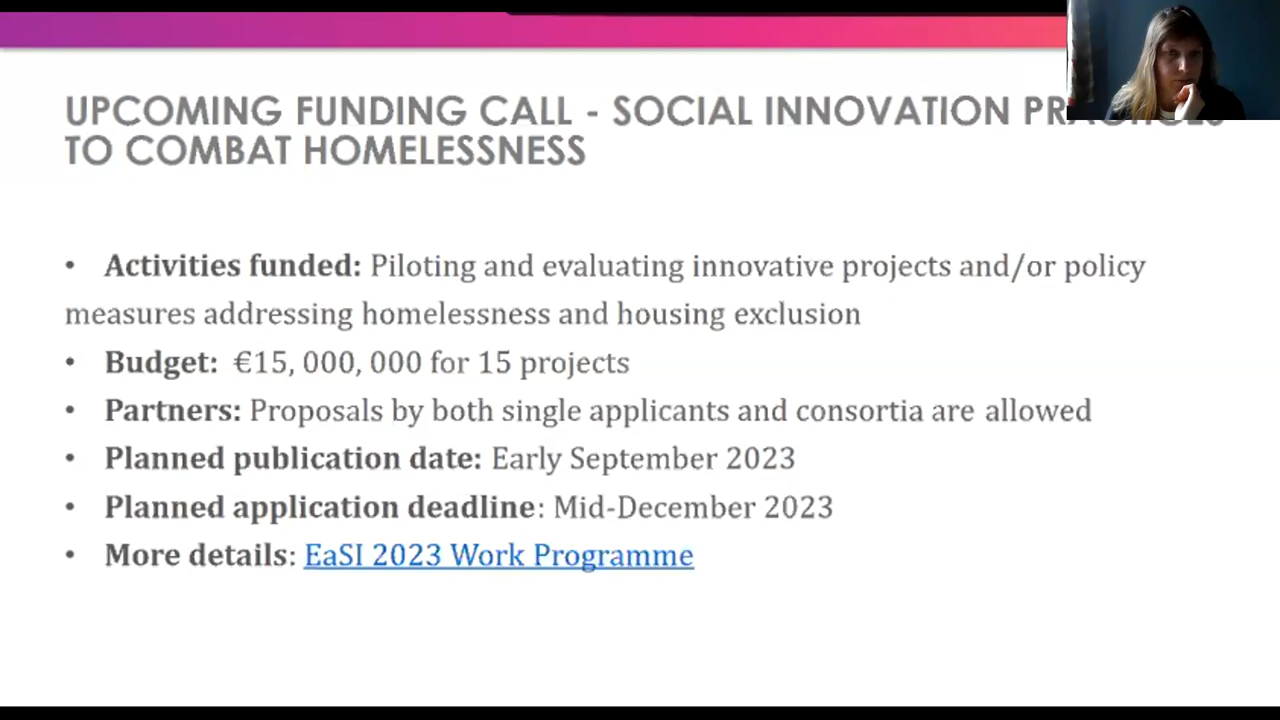 UPCOMING FUNDING CALL - SOCIAL INNOVATION
TO COMBAT HOMELESSNESS
• Activities funded: Piloting and evaluating innovative projects and/or policy
measures addressing homelessness and housing exclusion
• Budget: €15, 000, 000 for 15 projects
• Partners: Proposals by both single applicants and consortia are allowed
• Planned publication date: Early September 2023
• Planned application deadline: Mid-December 2023
• More details: EaSI 2023 Work Programme